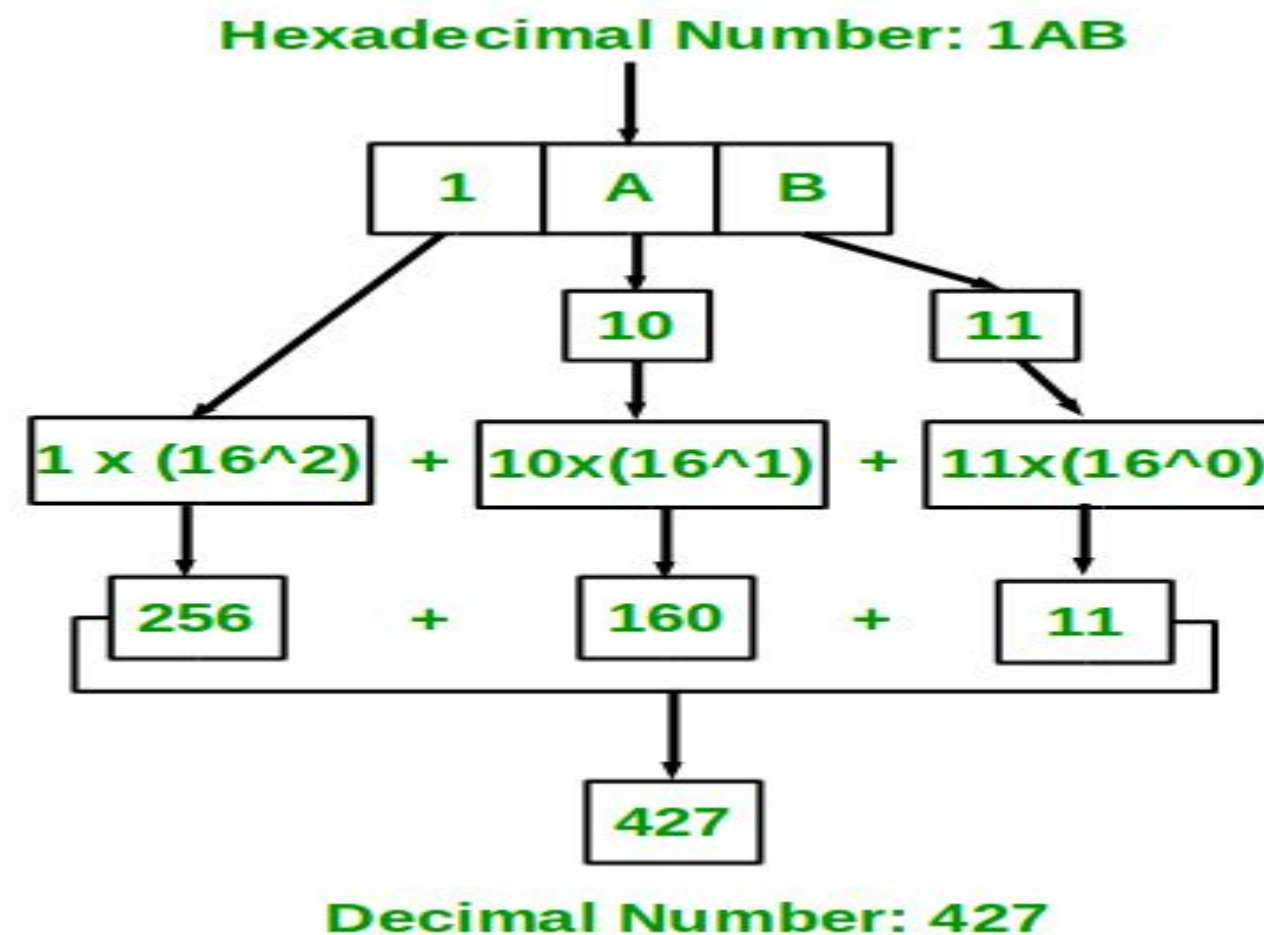 Hexadecimal Number: 1AB
1 A B
10 11
1 x (16^2) + 10x(16^1) + 11x(16^0)
256 + 160 + 11
427
Decimal Number: 427